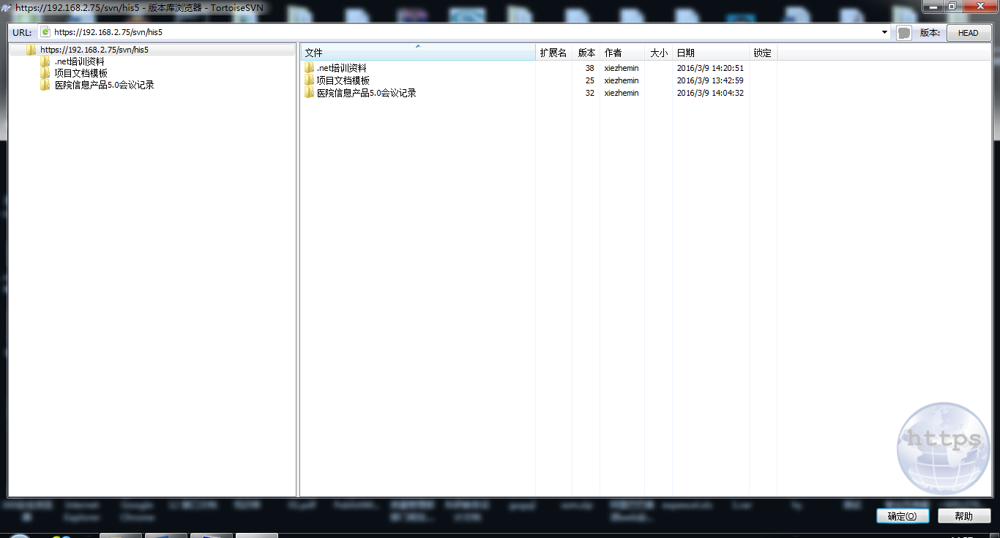 https://192.168.2.75/svn/his5 - 版本库浏览器 - TortoiseSVN
URL: https://192.168.2.75/svn/his5 版本: HEAD
https://192.168.2.75/svn/his5
.net培训资料
项目文档模板
医院信息产品5.0会议记录
文件 扩展名 版本 作者 大小 日期 锁定
.net培训资料 38 xiezhemin 2016/3/9 14:20:51
项目文档模板 25 xiezhemin 2016/3/9 13:42:59
医院信息产品5.0会议记录 32 xiezhemin 2016/3/9 14:04:32
https
Internet Explorer
Google Chrome
确定(O) 帮助